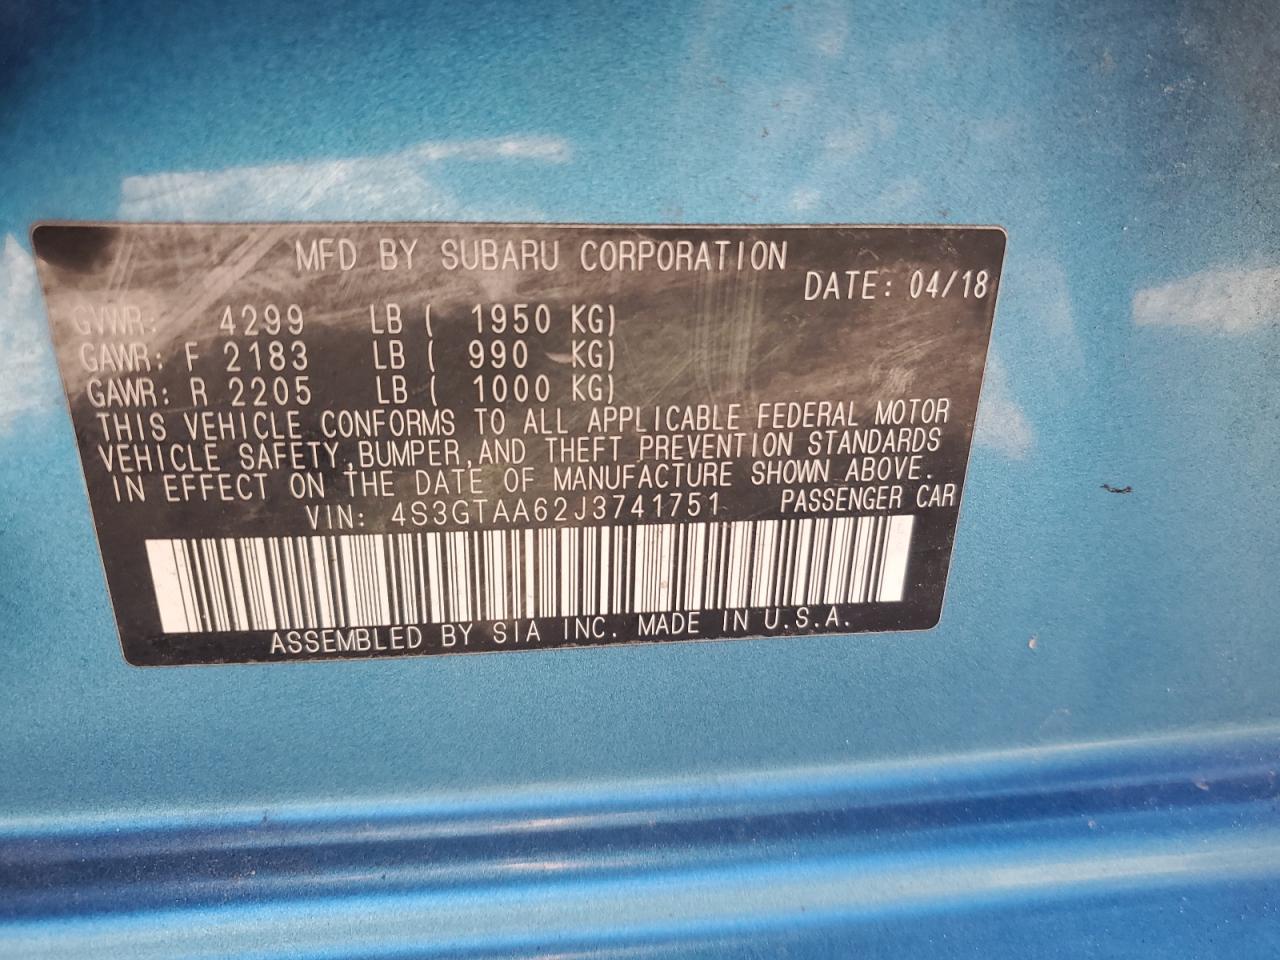 MFD BY SUBARU CORPORATION
DATE: 04/18
GVWR: 4299 LB ( 1950 KG)
GAWR: F 2183 LB ( 990 KG)
GAWR: R 2205 LB ( 1000 KG)
THIS VEHICLE CONFORMS TO ALL APPLICABLE FEDERAL MOTOR
VEHICLE SAFETY,BUMPER,AND THEFT PREVENTION STANDARDS
IN EFFECT ON THE DATE OF MANUFACTURE SHOWN ABOVE.
VIN: 4S3GTAA62J3741751 PASSENGER CAR
ASSEMBLED BY SIA INC. MADE IN U.S.A.